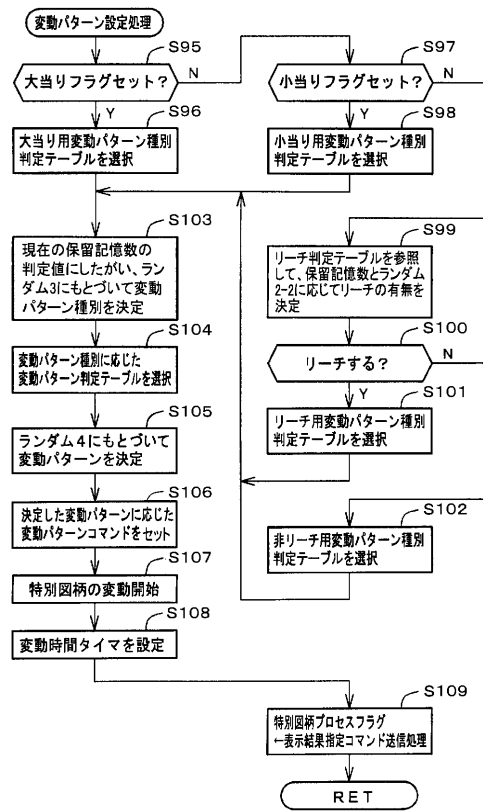 変動パターン設定処理
S95
大当りフラグセット？
N
Y
S96
大当り用変動パターン種別
判定テーブルを選択
S97
小当りフラグセット？
N
Y
S98
小当り用変動パターン種別
判定テーブルを選択
S99
リーチ判定テーブルを参照
して、保留記憶数とランダム
2-2に応じてリーチの有無を
決定
S100
リーチする？
N
Y
S101
リーチ用変動パターン種別
判定テーブルを選択
S102
非リーチ用変動パターン種別
判定テーブルを選択
S103
現在の保留記憶数の
判定値にしたがい、ラン
ダム3にもとづいて変動
パターン種別を決定
S104
変動パターン種別に応じた
変動パターン判定テーブルを選択
S105
ランダム4にもとづいて
変動パターンを決定
S106
決定した変動パターンに応じた
変動パターンコマンドをセット
S107
特別図柄の変動開始
S108
変動時間タイマを設定
S109
特別図柄プロセスフラグ
←表示結果指定コマンド送信処理
RET